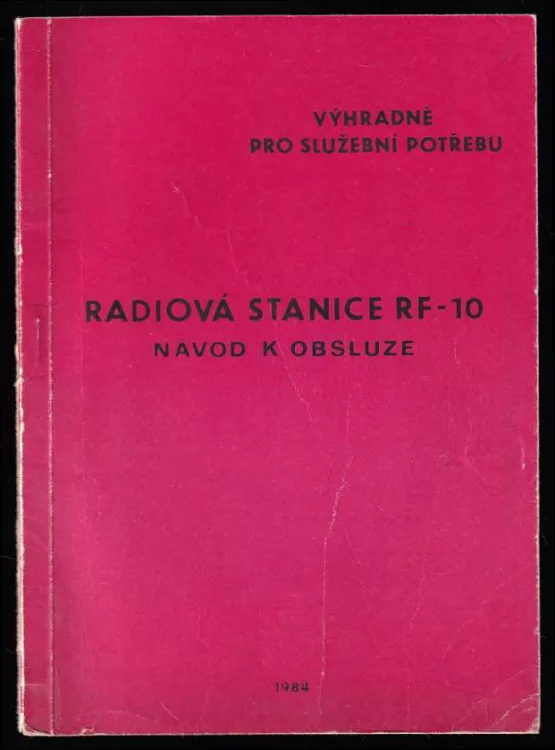 VÝHRADNĚ
PRO SLUŽEBNÍ POTŘEBU
RADIOVÁ STANICE RF-10
NAVOD K OBSLUZE
1984